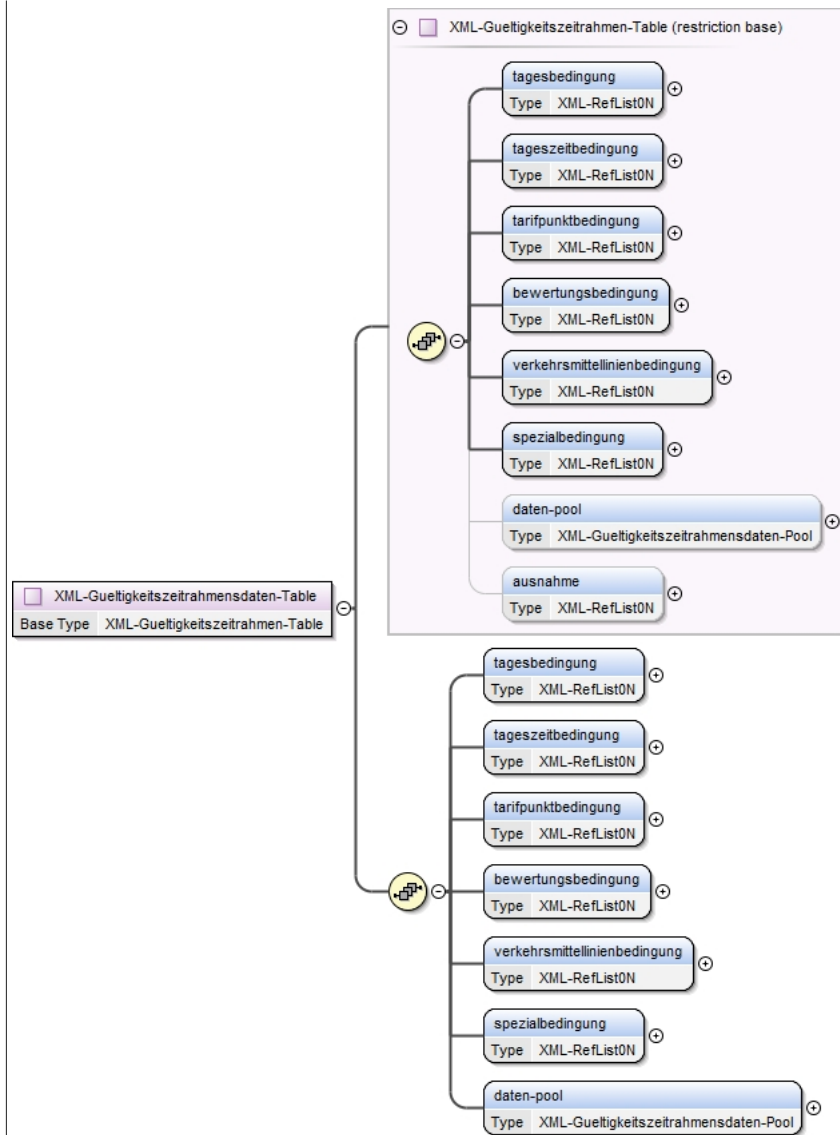 XML-Gueltigkeitszeitrahmen-Table (restriction base)
tagesbedingung
Type XML-RefList0N
tageszeitbedingung
Type XML-RefList0N
tarifpunktbedingung
Type XML-RefList0N
bewertungsbedingung
Type XML-RefList0N
verkehrsmittellinienbedingung
Type XML-RefList0N
spezialbedingung
Type XML-RefList0N
daten-pool
Type XML-Gueltigkeitszeitrahmensdaten-Pool
ausnahme
Type XML-RefList0N
XML-Gueltigkeitszeitrahmensdaten-Table
Base Type XML-Gueltigkeitszeitrahmen-Table
tagesbedingung
Type XML-RefList0N
tageszeitbedingung
Type XML-RefList0N
tarifpunktbedingung
Type XML-RefList0N
bewertungsbedingung
Type XML-RefList0N
verkehrsmittellinienbedingung
Type XML-RefList0N
spezialbedingung
Type XML-RefList0N
daten-pool
Type XML-Gueltigkeitszeitrahmensdaten-Pool